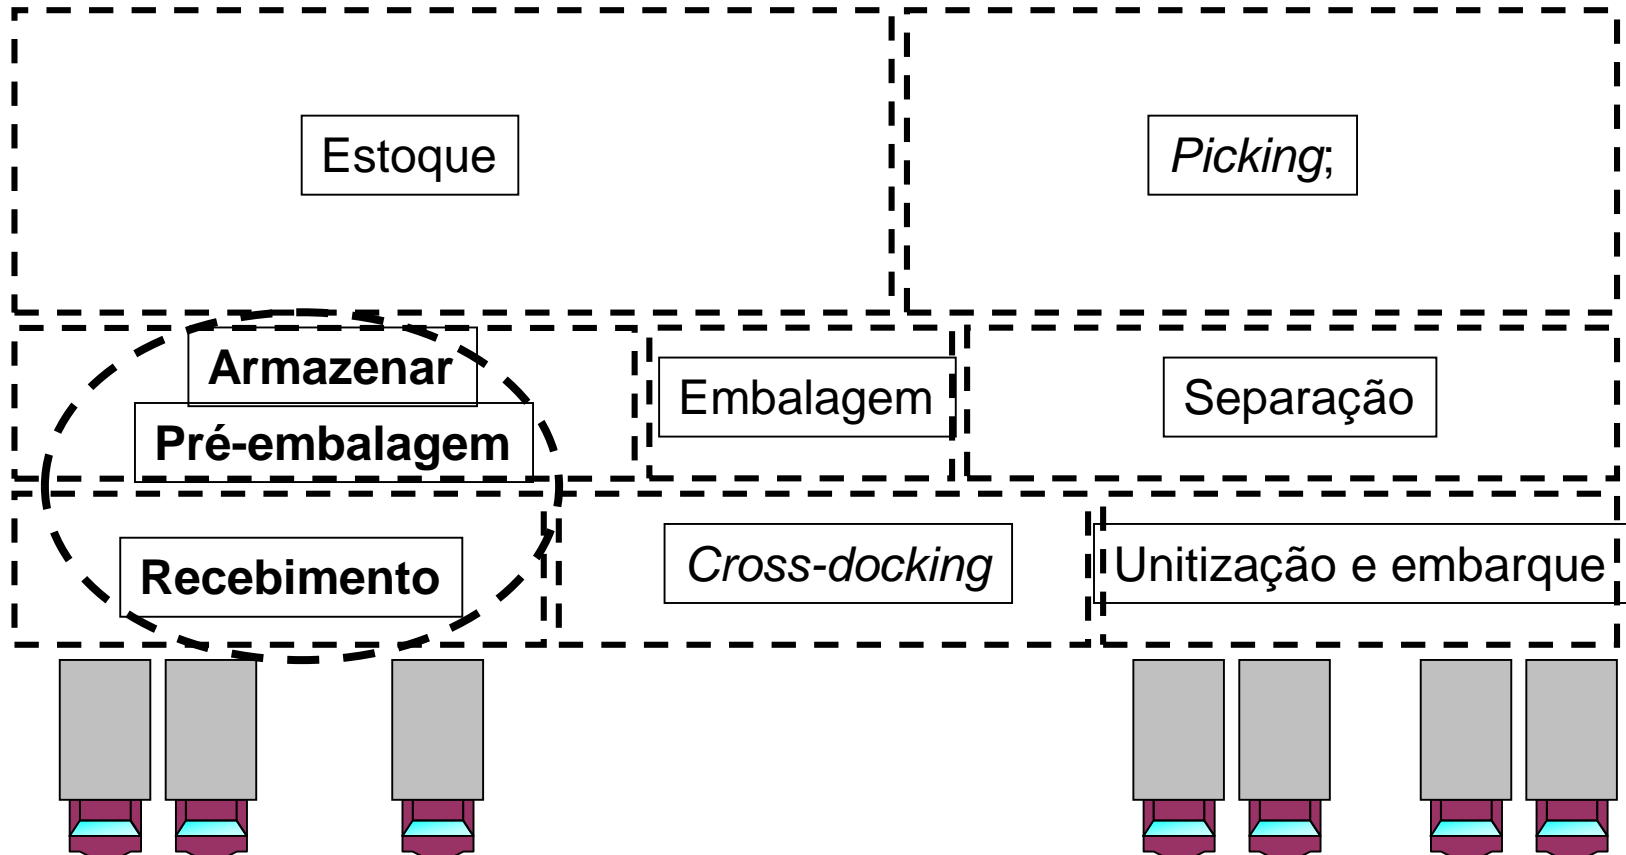 Estoque
Picking;
Armazenar
Pré-embalagem
Embalagem
Separação
Recebimento
Cross-docking
Unitização e embarque